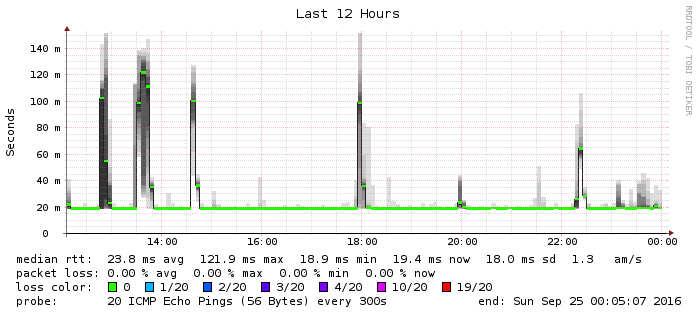 Last 12 Hours
RRDTOOL / TOBI OETIKER
Seconds
140 m
120 m
100 m
80 m
60 m
40 m
20 m
0
14:00 16:00 18:00 20:00 22:00 00:00
median rtt: 23.8 ms avg 121.9 ms max 18.9 ms min 19.4 ms now 18.0 ms sd 1.3 am/s
packet loss: 0.00 % avg 0.00 % max 0.00 % min 0.00 % now
loss color: 0 1/20 2/20 3/20 4/20 10/20 19/20
probe: 20 ICMP Echo Pings (56 Bytes) every 300s end: Sun Sep 25 00:05:07 2016